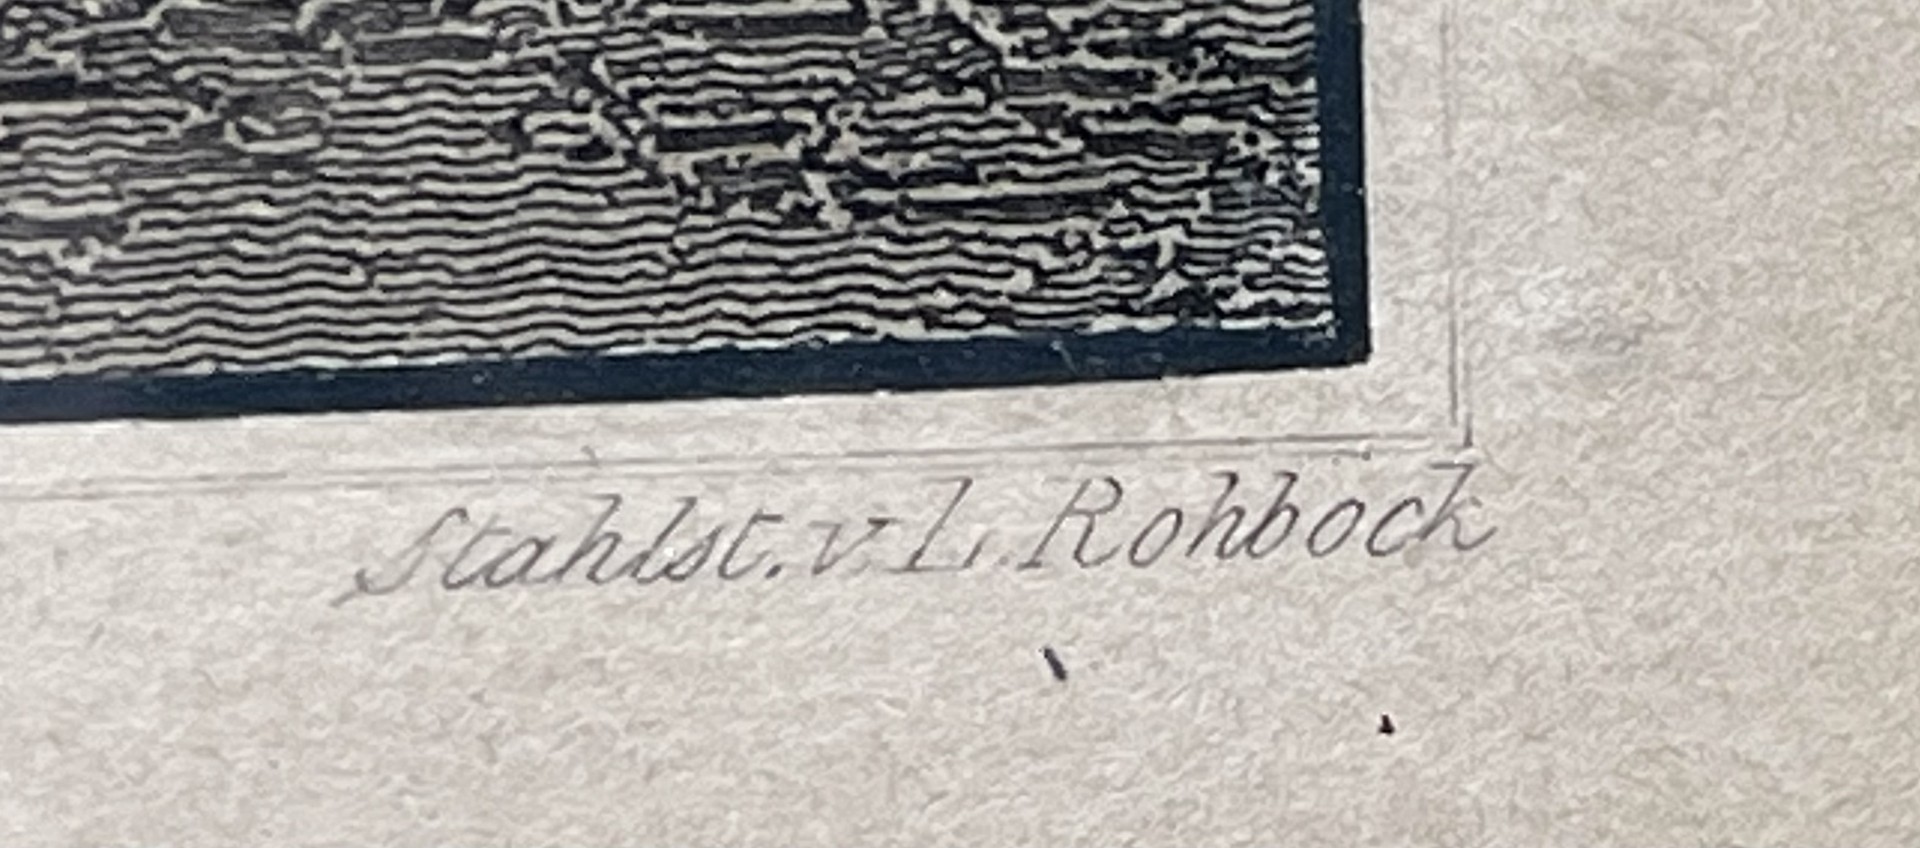 Stahlst. v. L. Rohbock